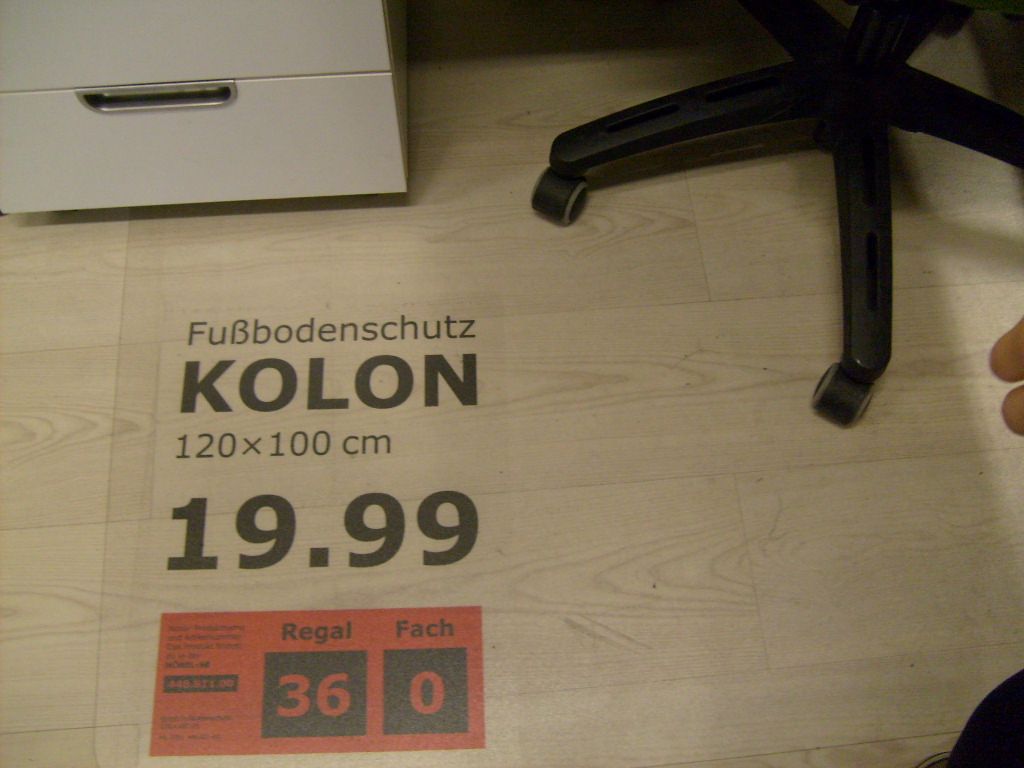 Fußbodenschutz
KOLON
120×100 cm
19.99
Regal Fach
36 0